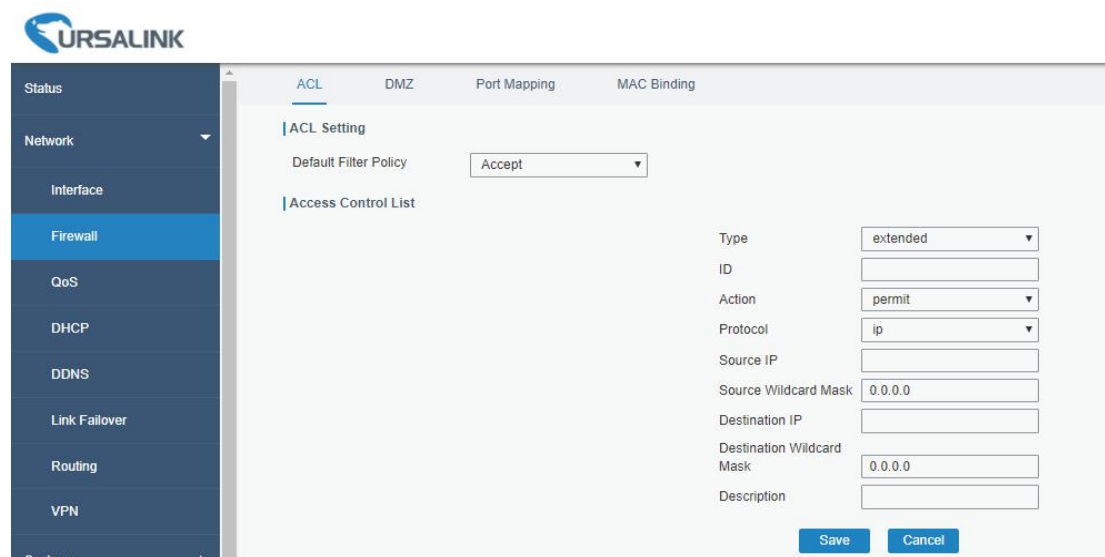 URSALINK
Status
Network
Interface
Firewall
QoS
DHCP
DDNS
Link Failover
Routing
VPN
ACL DMZ Port Mapping MAC Binding
ACL Setting
Default Filter Policy Accept
Access Control List
Type extended
ID
Action permit
Protocol ip
Source IP
Source Wildcard Mask 0.0.0.0
Destination IP
Destination Wildcard
Mask 0.0.0.0
Description
Save Cancel